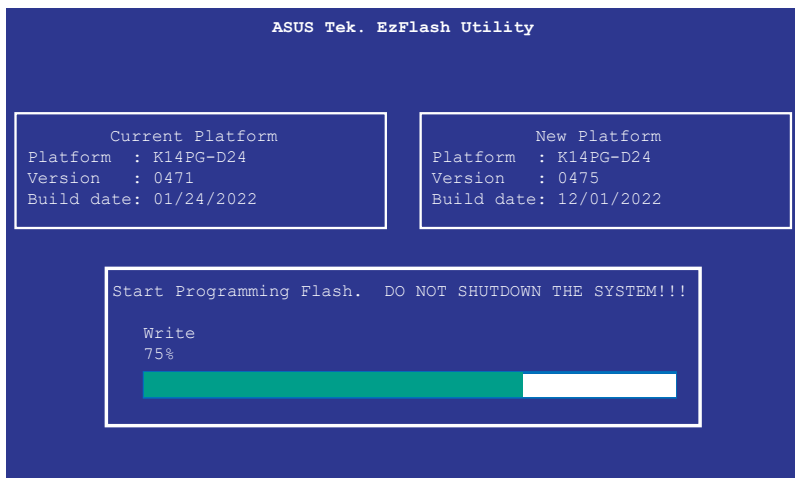 ASUS Tek. EzFlash Utility
Current Platform
Platform  : K14PG-D24
Version   : 0471
Build date: 01/24/2022
New Platform
Platform  : K14PG-D24
Version   : 0475
Build date: 12/01/2022
Start Programming Flash.  DO NOT SHUTDOWN THE SYSTEM!!!
Write
75%